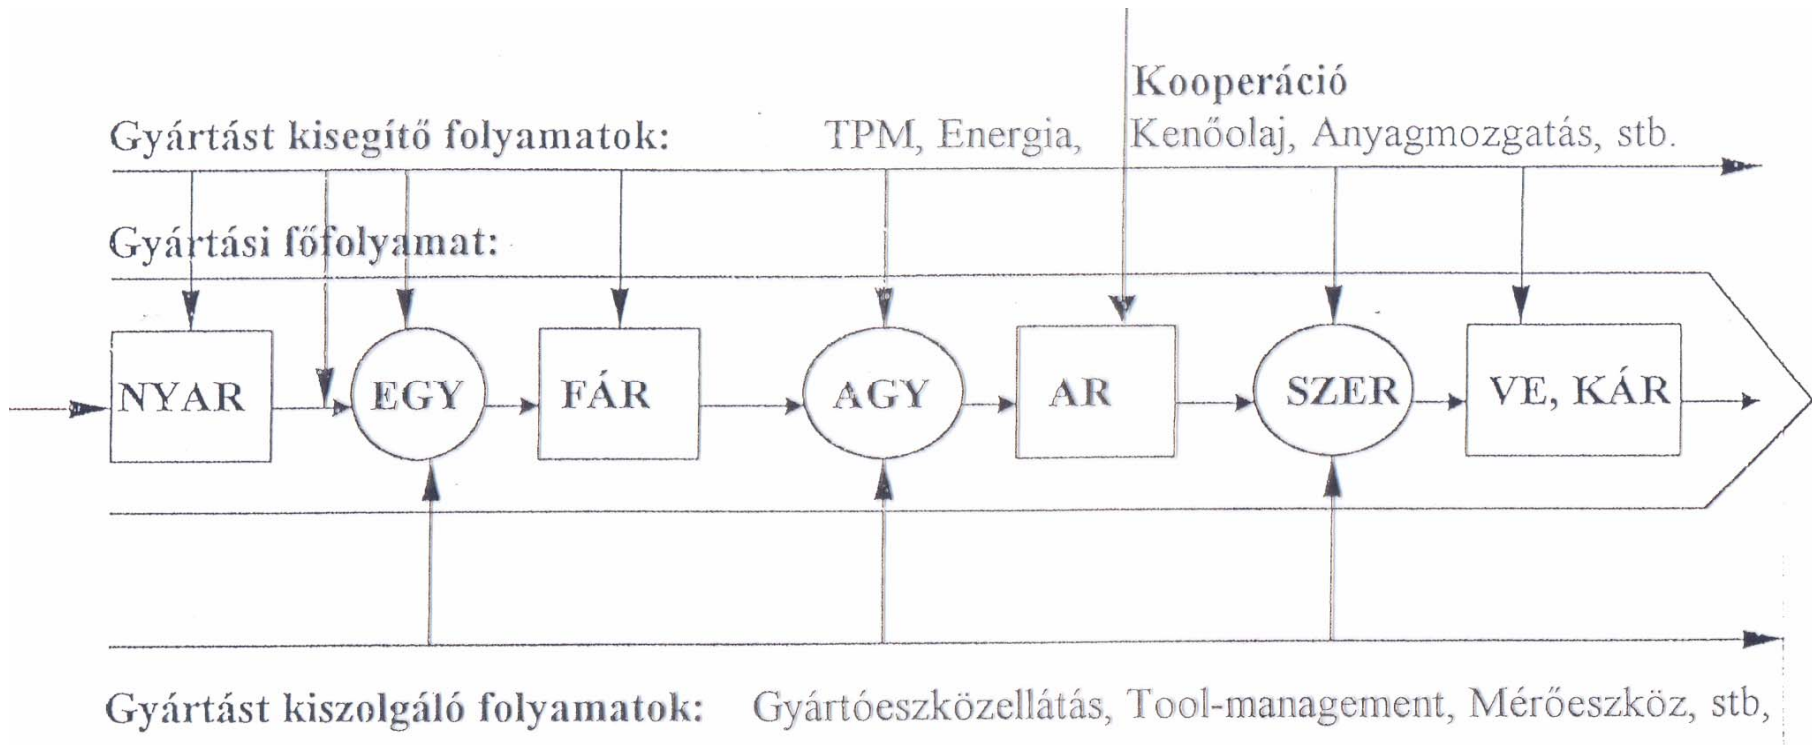 Kooperáció
Gyártást kisegítő folyamatok: TPM, Energia, Kenőolaj, Anyagmozgatás, stb.
Gyártási főfolyamat:
NYAR EGY FÁR AGY AR SZER VE, KÁR
Gyártást kiszolgáló folyamatok: Gyártóeszközellátás, Tool-management, Mérőeszköz, stb,